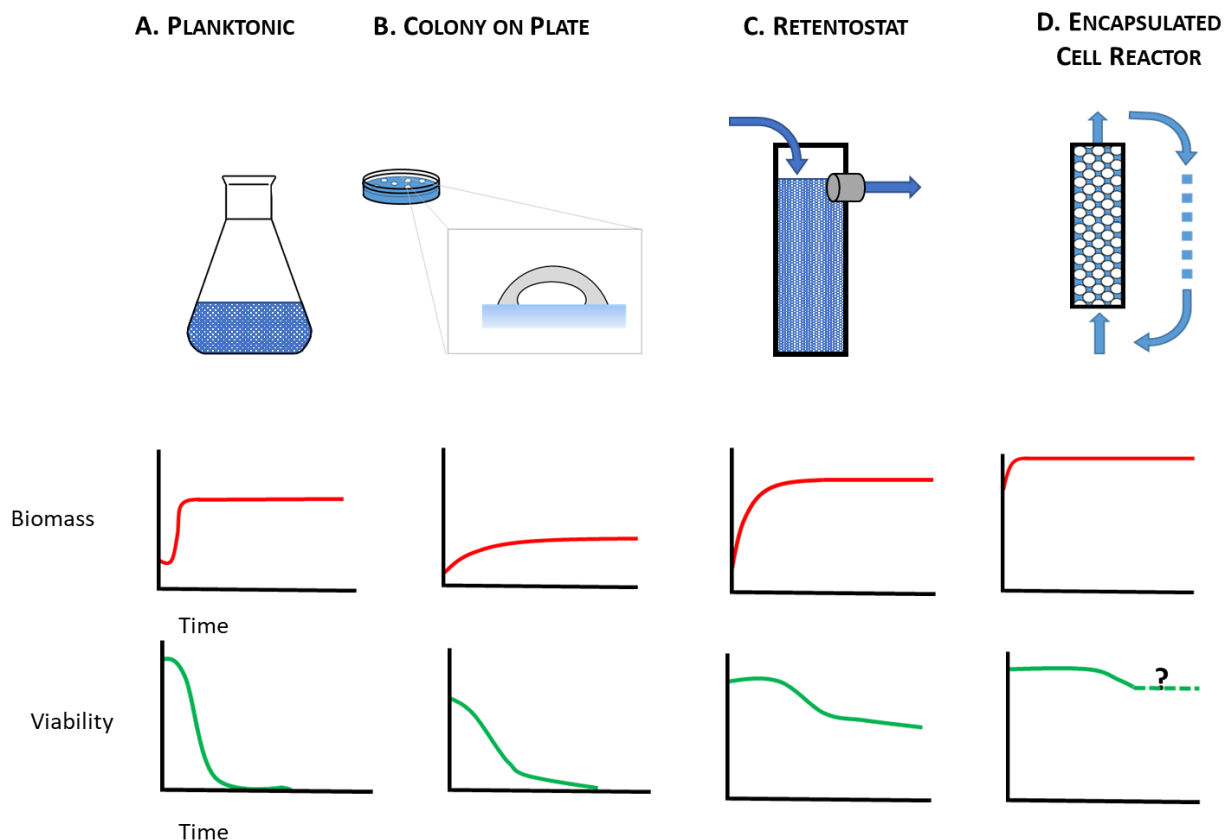 A. PLANKTONIC
B. COLONY ON PLATE
C. RETENTOSTAT
D. ENCAPSULATED
CELL REACTOR
Biomass
Time
Viability
?
Time